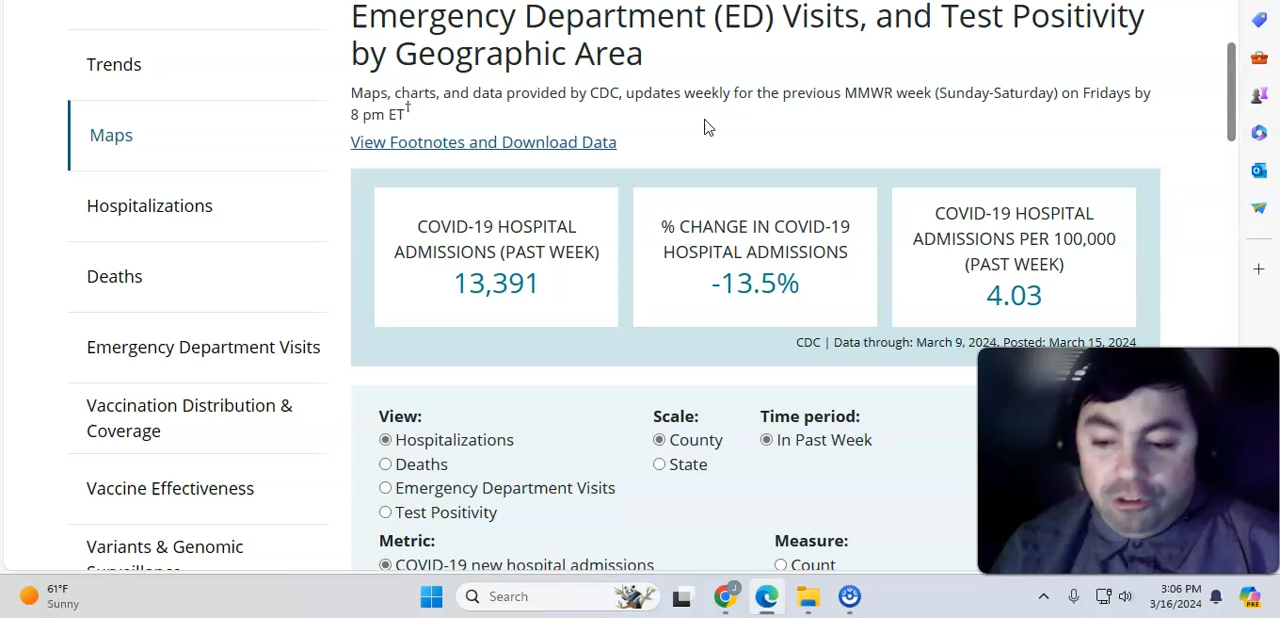 Emergency Department (ED) Visits, and Test Positivity
by Geographic Area
Maps, charts, and data provided by CDC, updates weekly for the previous MMWR week (Sunday-Saturday) on Fridays by
8 pm ET†
View Footnotes and Download Data
Trends
Maps
Hospitalizations
Deaths
Emergency Department Visits
Vaccination Distribution &
Coverage
Vaccine Effectiveness
Variants & Genomic
Surveillance
COVID-19 HOSPITAL
ADMISSIONS (PAST WEEK)
13,391
% CHANGE IN COVID-19
HOSPITAL ADMISSIONS
-13.5%
COVID-19 HOSPITAL
ADMISSIONS PER 100,000
(PAST WEEK)
4.03
CDC | Data through: March 9, 2024. Posted: March 15, 2024
View:
Hospitalizations
Deaths
Emergency Department Visits
Test Positivity
Scale:
County
State
Time period:
In Past Week
Metric:
COVID-19 new hospital admissions
Measure:
Count
61°F
Sunny
Search
J
PRE
3:06 PM
3/16/2024